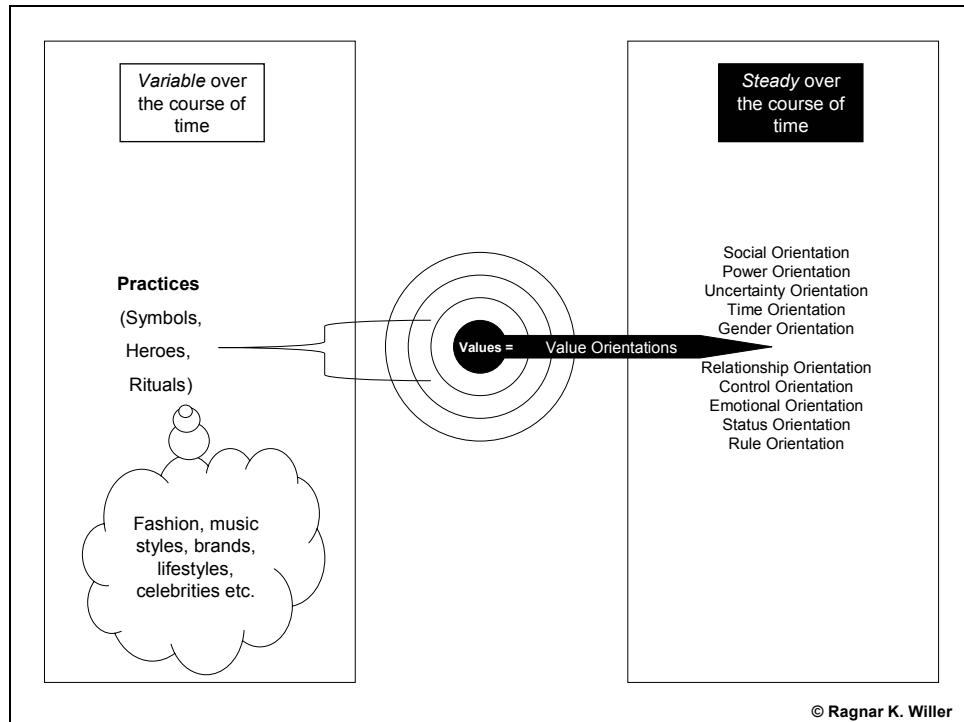 Variable over
the course of
time
Practices
(Symbols,
Heroes,
Rituals)
Fashion, music
styles, brands,
lifestyles,
celebrities etc.
Values = Value Orientations
Steady over
the course of
time
Social Orientation
Power Orientation
Uncertainty Orientation
Time Orientation
Gender Orientation
Relationship Orientation
Control Orientation
Emotional Orientation
Status Orientation
Rule Orientation
© Ragnar K. Willer